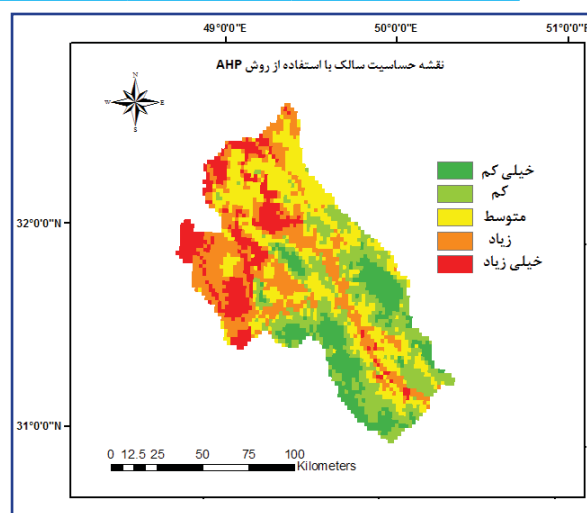 49°0'0"E 50°0'0"E 51°0'0"E
نقشه حساسیت سالک با استفاده از روش AHP
N
W E
S
خیلی کم
کم
متوسط
زیاد
خیلی زیاد
32°0'0"N
31°0'0"N
0 12.5 25 50 75 100
Kilometers